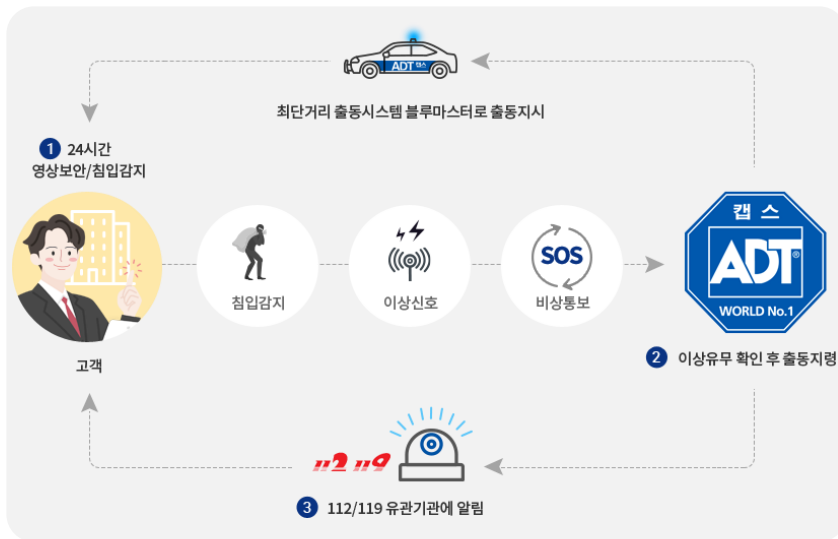 ADT 캡스
최단거리 출동시스템 블루마스터로 출동지시
1 24시간
영상보안/침입감지
고객
침입감지
이상신호
SOS
비상통보
캡스
ADT®
WORLD No.1
2 이상유무 확인 후 출동지령
112 119
3 112/119 유관기관에 알림